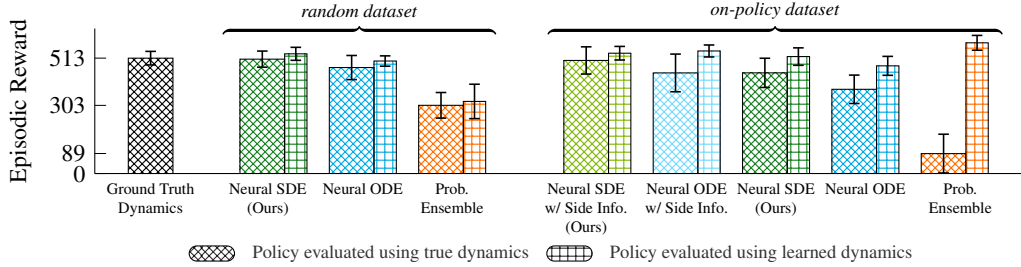 random dataset
on-policy dataset
Episodic Reward
513
303
89
0
Ground Truth
Dynamics
Neural SDE
(Ours)
Neural ODE
Prob.
Ensemble
Neural SDE
w/ Side Info.
(Ours)
Neural ODE
w/ Side Info.
Neural SDE
(Ours)
Neural ODE
Prob.
Ensemble
Policy evaluated using true dynamics
Policy evaluated using learned dynamics